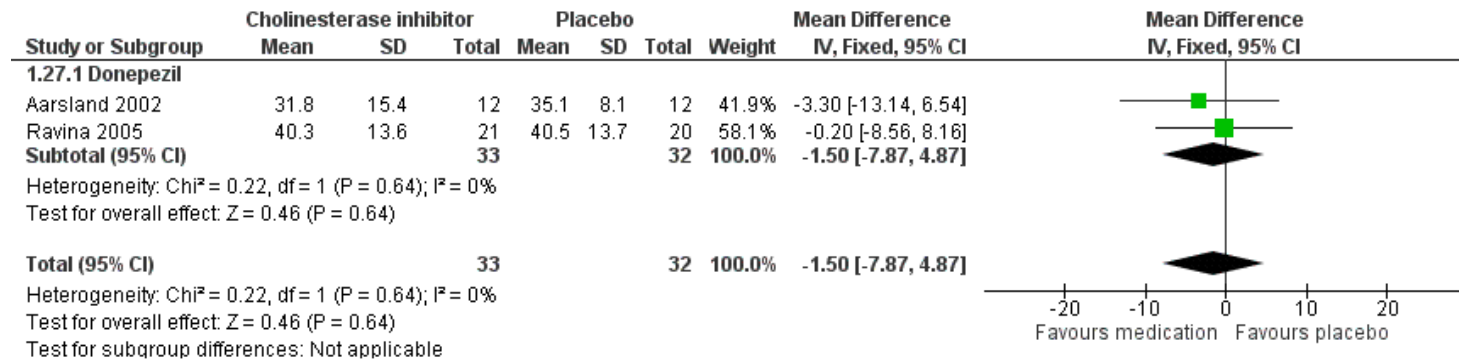 Cholinesterase inhibitor Placebo Mean Difference Mean Difference
Study or Subgroup Mean SD Total Mean SD Total Weight IV, Fixed, 95% CI IV, Fixed, 95% CI
1.27.1 Donepezil
Aarsland 2002 31.8 15.4 12 35.1 8.1 12 41.9% -3.30 [-13.14, 6.54]
Ravina 2005 40.3 13.6 21 40.5 13.7 20 58.1% -0.20 [-8.56, 8.16]
Subtotal (95% CI) 33 32 100.0% -1.50 [-7.87, 4.87]
Heterogeneity: Chi² = 0.22, df = 1 (P = 0.64); I² = 0%
Test for overall effect: Z = 0.46 (P = 0.64)
Total (95% CI) 33 32 100.0% -1.50 [-7.87, 4.87]
Heterogeneity: Chi² = 0.22, df = 1 (P = 0.64); I² = 0%
Test for overall effect: Z = 0.46 (P = 0.64)
Test for subgroup differences: Not applicable
-20 -10 0 10 20
Favours medication Favours placebo